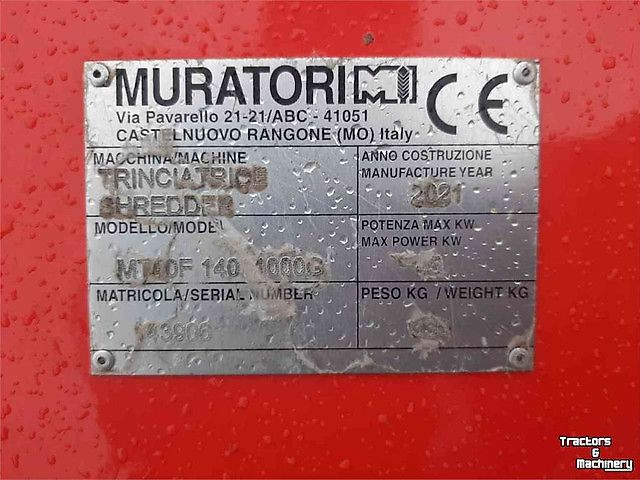 MURATORI M
CE
Via Pavarello 21-21/ABC - 41051
CASTELNUOVO RANGONE (MO) Italy
MACCHINA/MACHINE
TRINCIATRICE
SHREDDER
ANNO COSTRUZIONE
MANUFACTURE YEAR
2021
MODELLO/MODEL
MT40F 140 1000G
POTENZA MAX KW
MAX POWER KW
MATRICOLA/SERIAL NUMBER
143906
PESO KG / WEIGHT KG
Tractors
&
Machinery